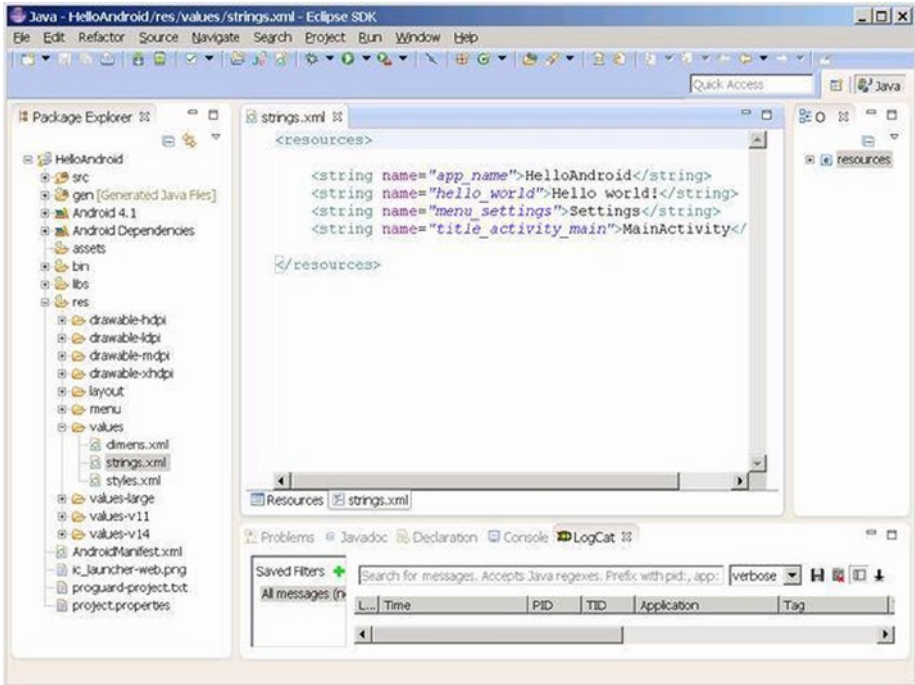 Java - HelloAndroid/res/values/strings.xml - Eclipse SDK
File Edit Refactor Source Navigate Search Project Run Window Help
Quick Access
Java
Package Explorer
HelloAndroid
src
gen [Generated Java Files]
Android 4.1
Android Dependencies
assets
bin
libs
res
drawable-hdpi
drawable-ldpi
drawable-mdpi
drawable-xhdpi
layout
menu
values
dimens.xml
strings.xml
styles.xml
values-large
values-v11
values-v14
AndroidManifest.xml
ic_launcher-web.png
proguard-project.txt
project.properties
strings.xml
<resources>
<string name="app_name">HelloAndroid</string>
<string name="hello_world">Hello world!</string>
<string name="menu_settings">Settings</string>
<string name="title_activity_main">MainActivity</
</resources>
Resources strings.xml
O
resources
Problems Javadoc Declaration Console LogCat
Saved Filters
All messages (no
Search for messages. Accepts Java regexes. Prefix with pid:, app:
verbose
L... Time PID TID Application Tag